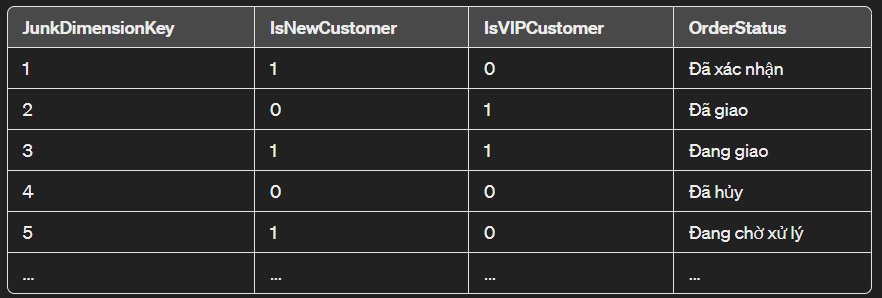 JunkDimensionKey IsNewCustomer IsVIPCustomer OrderStatus
1 1 0 Đã xác nhận
2 0 1 Đã giao
3 1 1 Đang giao
4 0 0 Đã hủy
5 1 0 Đang chờ xử lý
... ... ... ...